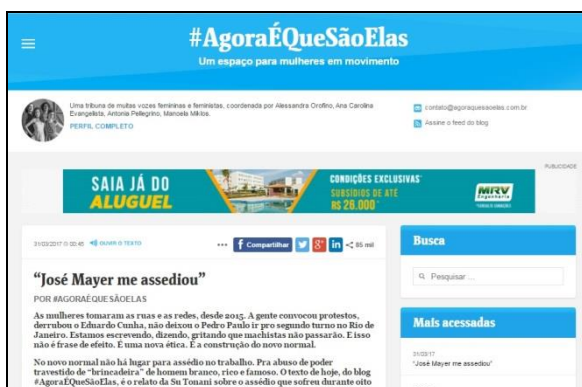 #AgoraÉQueSãoElas
Um espaço para mulheres em movimento
Uma tribuna de muitas vozes femininas e feministas, coordenada por Alessandra Orofino, Ana Carolina
Evangelista, Antonia Pellegrino, Manoela Miklos.
PERFIL COMPLETO
contato@agoraquesaoelas.com.br
Assine o feed do blog
PUBLICIDADE
SAIA JÁ DO
ALUGUEL
CONDIÇÕES EXCLUSIVAS*
SUBSÍDIOS DE ATÉ
R$ 26.000*
MRV
Engenharia
31/03/2017 00:45 OUVIR O TEXTO
Compartilhar
85 mil
"José Mayer me assediou"
POR #AGORAÉQUESÃOELAS
As mulheres tomaram as ruas e as redes, desde 2015. A gente convocou protestos,
derrubou o Eduardo Cunha, não deixou o Pedro Paulo ir pro segundo turno no Rio de
Janeiro. Estamos escrevendo, dizendo, gritando que machistas não passarão. E isso
não é frase de efeito. É uma nova ética. É a construção do novo normal.
No novo normal não há lugar para assédio no trabalho. Pra abuso de poder
travestido de "brincadeira" de homem branco, rico e famoso. O texto de hoje, do blog
#AgoraÉQueSãoElas, é o relato da Su Tonani sobre o assédio que sofreu durante oito
Busca
Pesquisar ...
Mais acessadas
31/03/17
"José Mayer me assediou"